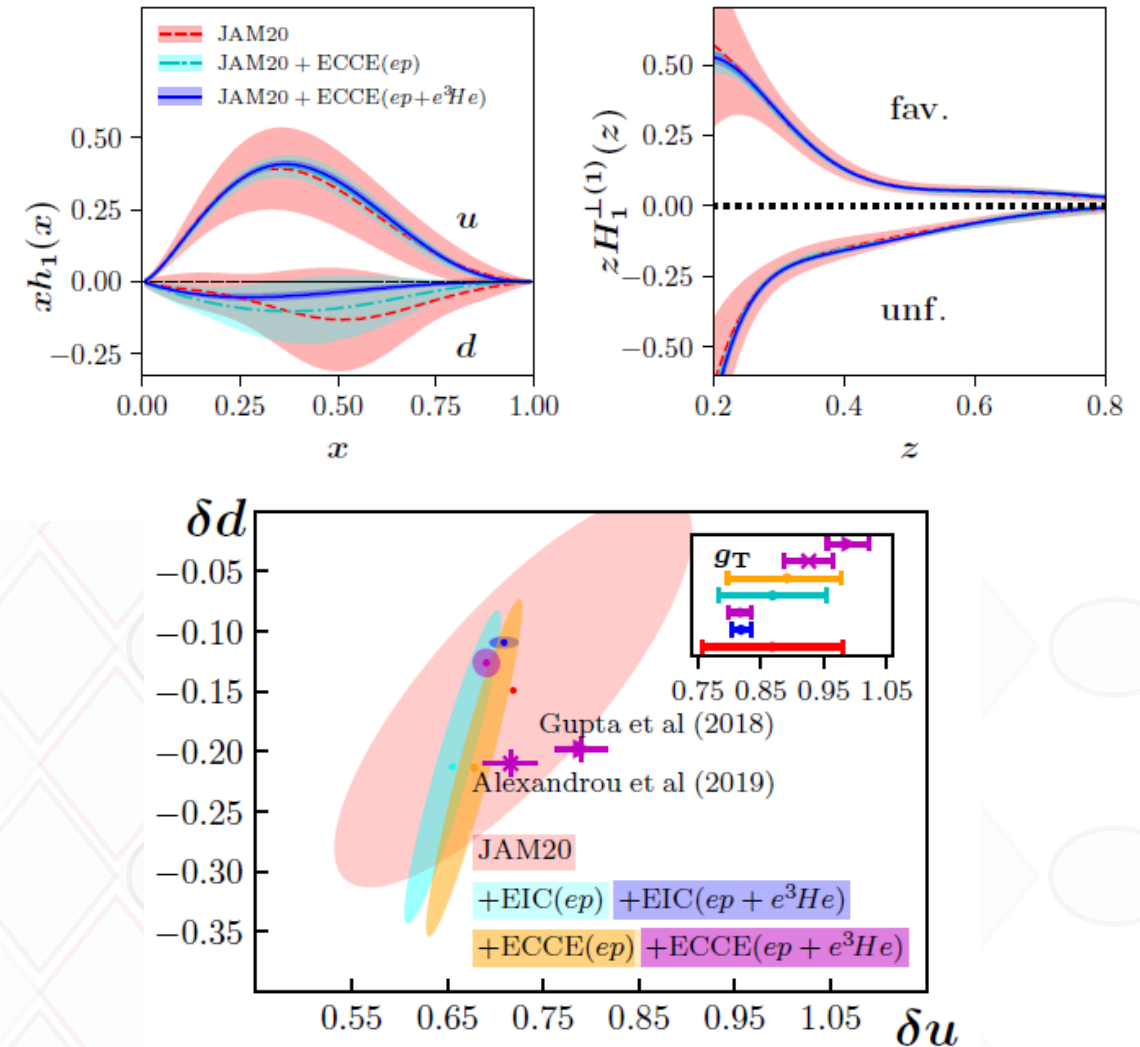 JAM20
JAM20 + ECCE(ep)
JAM20 + ECCE(ep+e³He)
0.50
0.25
0.00
−0.25
xh₁(x)
u
d
0.00 0.25 0.50 0.75 1.00
x
0.50
0.25
0.00
−0.25
−0.50
zH₁^{⊥(1)}(z)
fav.
unf.
0.2 0.4 0.6 0.8
z
δd
−0.05
−0.10
−0.15
−0.20
−0.25
−0.30
−0.35
g_T
0.75 0.85 0.95 1.05
Gupta et al (2018)
Alexandrou et al (2019)
JAM20
+EIC(ep) +EIC(ep + e³He)
+ECCE(ep) +ECCE(ep + e³He)
0.55 0.65 0.75 0.85 0.95 1.05
δu